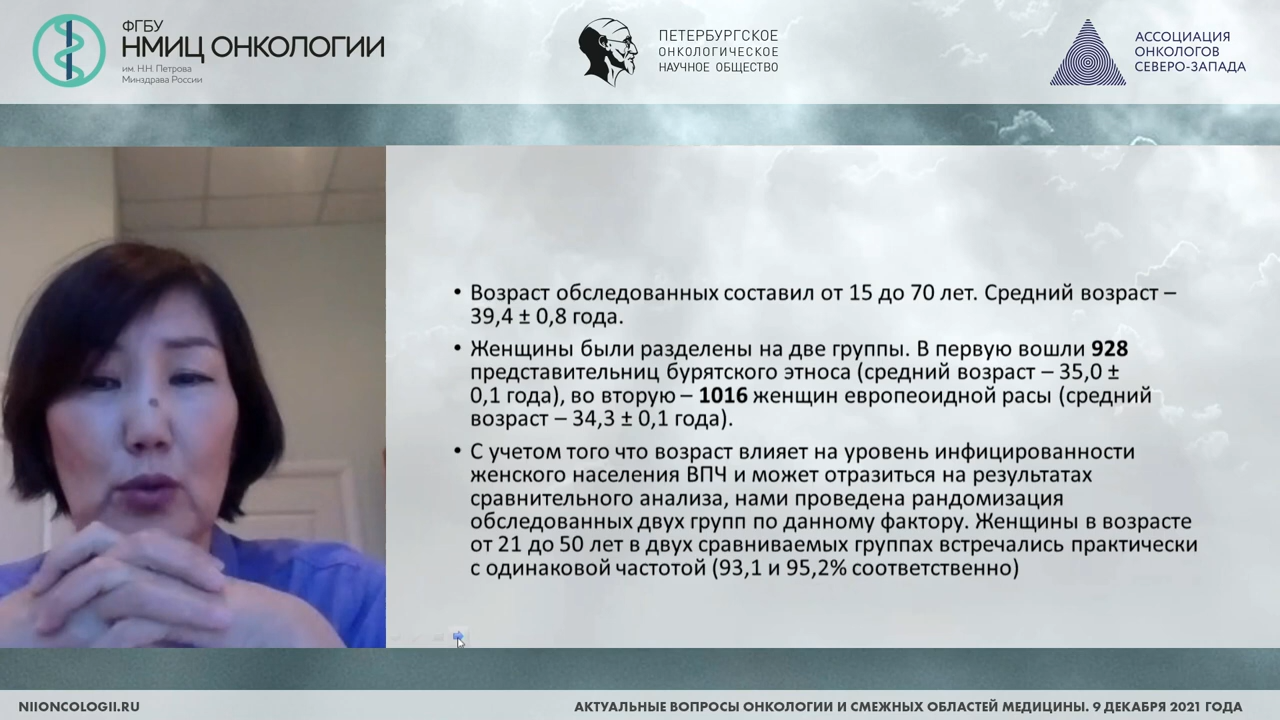 ФГБУ
НМИЦ ОНКОЛОГИИ
им. Н.Н. Петрова
Минздрава России
ПЕТЕРБУРГСКОЕ
ОНКОЛОГИЧЕСКОЕ
НАУЧНОЕ ОБЩЕСТВО
АССОЦИАЦИЯ
ОНКОЛОГОВ
СЕВЕРО-ЗАПАДА
• Возраст обследованных составил от 15 до 70 лет. Средний возраст –
39,4 ± 0,8 года.
• Женщины были разделены на две группы. В первую вошли 928
представительниц бурятского этноса (средний возраст – 35,0 ±
0,1 года), во вторую – 1016 женщин европеоидной расы (средний
возраст – 34,3 ± 0,1 года).
• С учетом того что возраст влияет на уровень инфицированности
женского населения ВПЧ и может отразиться на результатах
сравнительного анализа, нами проведена рандомизация
обследованных двух групп по данному фактору. Женщины в возрасте
от 21 до 50 лет в двух сравниваемых группах встречались практически
с одинаковой частотой (93,1 и 95,2% соответственно)
NIIONCOLOGII.RU
АКТУАЛЬНЫЕ ВОПРОСЫ ОНКОЛОГИИ И СМЕЖНЫХ ОБЛАСТЕЙ МЕДИЦИНЫ. 9 ДЕКАБРЯ 2021 ГОДА